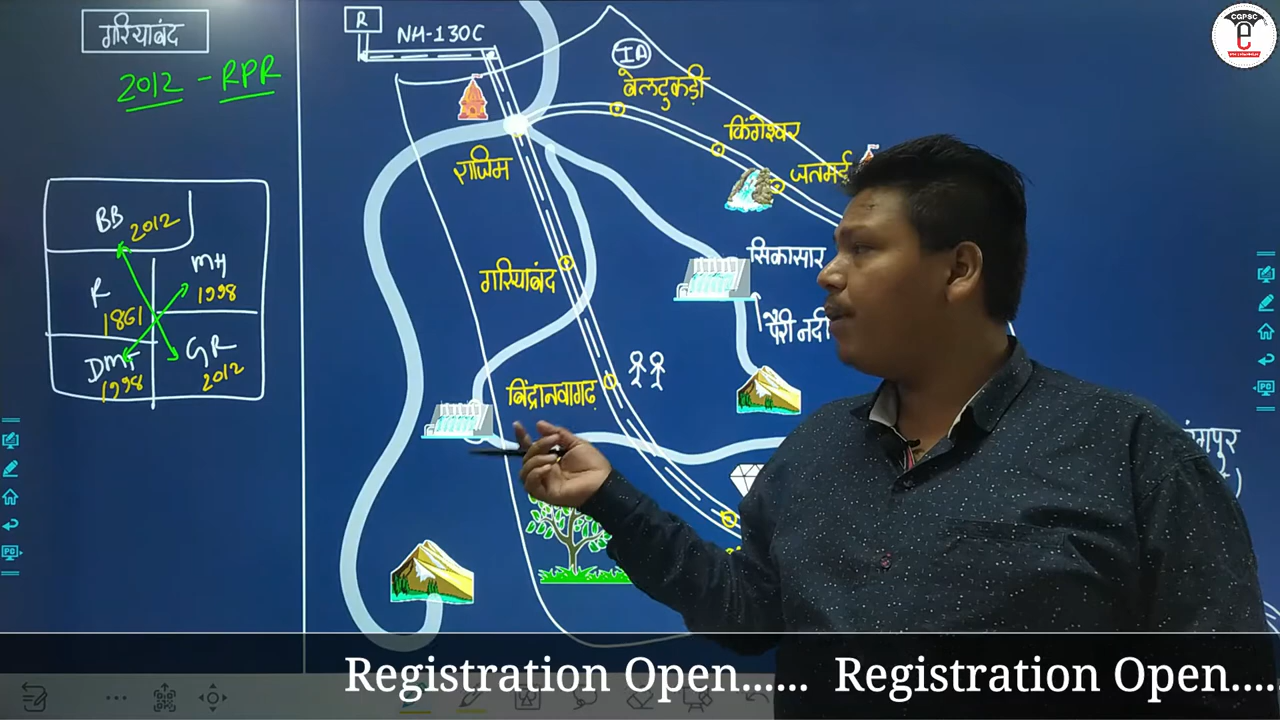 गरियाबंद
2012 - RPR
BB 2012
R 1861
MH 1998
DMT 1998
GR 2012
R
NH-130C
IA
बेलटुकड़ी
किंगेश्वर
जतमई
राजिम
सिकासार
गरियाबंद
पैरी नदी
बिंद्रानवागढ़
CGPSC
e
Registration Open...... Registration Open....